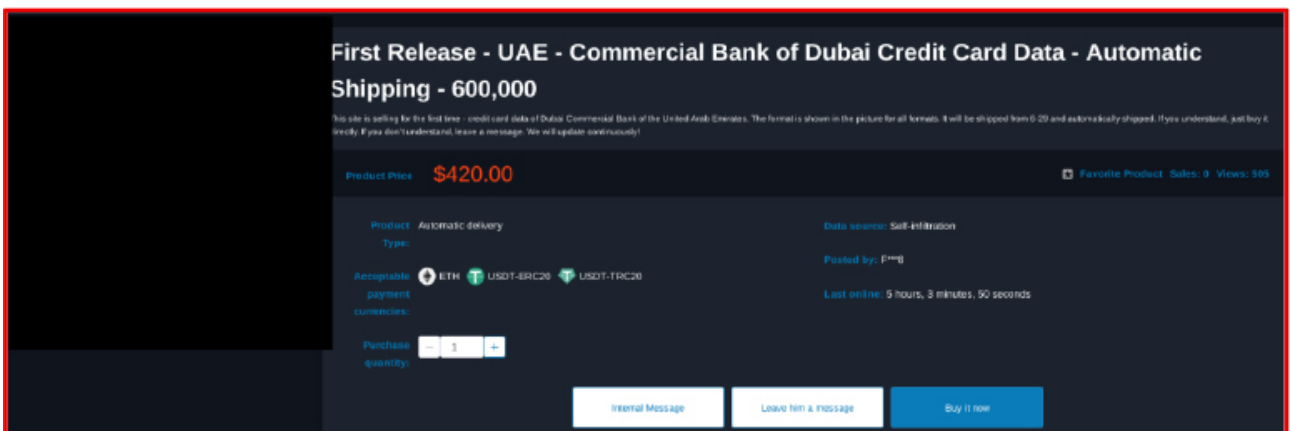 First Release - UAE - Commercial Bank of Dubai Credit Card Data - Automatic
Shipping - 600,000
This site is selling for the first time - credit card data of Dubai Commercial Bank of the United Arab Emirates. The format is shown in the picture for all formats. It will be shipped from 6-29 and automatically shipped. If you understand, just buy it
directly. If you don't understand, leave a message. We will update continuously!
Product Price $420.00
Favorite Product Sales: 0 Views: 505
Product Type: Automatic delivery
Data source: Self-infiltration
Posted by: F***8
Acceptable payment currencies: ETH USDT-ERC20 USDT-TRC20
Last online: 5 hours, 3 minutes, 50 seconds
Purchase quantity: − 1 +
Internal Message Leave him a message Buy it now